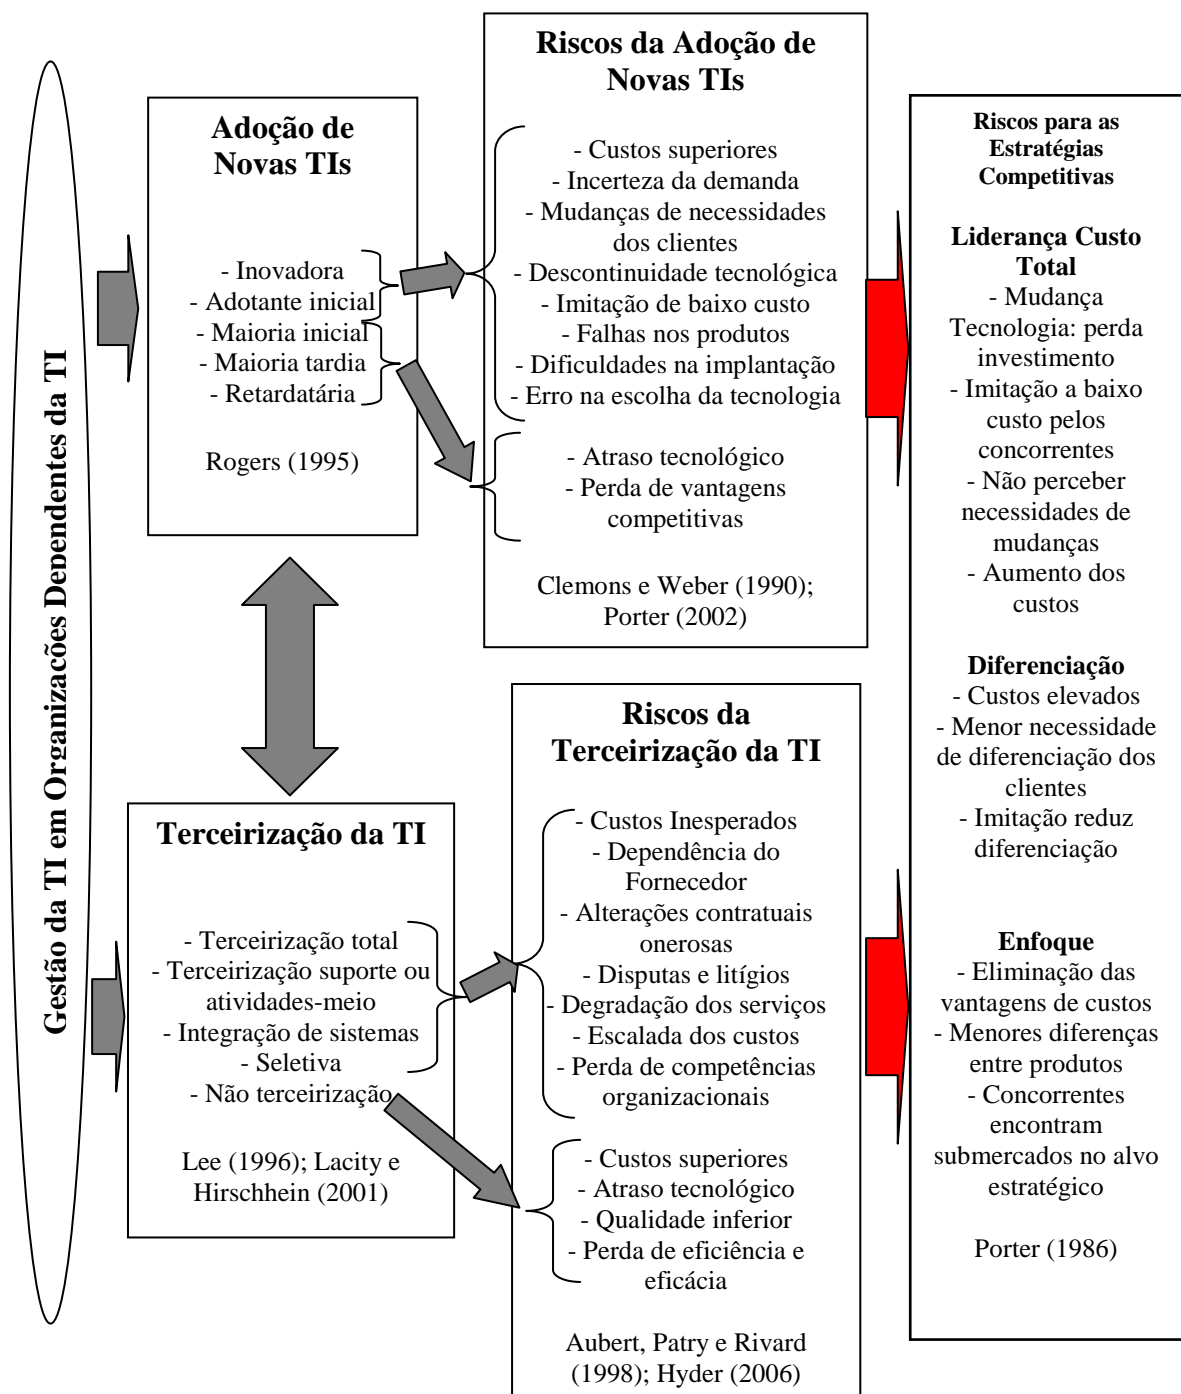 Gestão da TI em Organizações Dependentes da TI
Adoção de
Novas TIs
- Inovadora
- Adotante inicial
- Maioria inicial
- Maioria tardia
- Retardatária
Rogers (1995)
Riscos da Adoção de
Novas TIs
- Custos superiores
- Incerteza da demanda
- Mudanças de necessidades
dos clientes
- Descontinuidade tecnológica
- Imitação de baixo custo
- Falhas nos produtos
- Dificuldades na implantação
- Erro na escolha da tecnologia
- Atraso tecnológico
- Perda de vantagens
competitivas
Clemons e Weber (1990);
Porter (2002)
Terceirização da TI
- Terceirização total
- Terceirização suporte ou
atividades-meio
- Integração de sistemas
- Seletiva
- Não terceirização
Lee (1996); Lacity e
Hirschhein (2001)
Riscos da
Terceirização da TI
- Custos Inesperados
- Dependência do
Fornecedor
- Alterações contratuais
onerosas
- Disputas e litígios
- Degradação dos serviços
- Escalada dos custos
- Perda de competências
organizacionais
- Custos superiores
- Atraso tecnológico
- Qualidade inferior
- Perda de eficiência e
eficácia
Aubert, Patry e Rivard
(1998); Hyder (2006)
Riscos para as
Estratégias
Competitivas
Liderança Custo
Total
- Mudança
Tecnologia: perda
investimento
- Imitação a baixo
custo pelos
concorrentes
- Não perceber
necessidades de
mudanças
- Aumento dos
custos
Diferenciação
- Custos elevados
- Menor necessidade
de diferenciação dos
clientes
- Imitação reduz
diferenciação
Enfoque
- Eliminação das
vantagens de custos
- Menores diferenças
entre produtos
- Concorrentes
encontram
submercados no alvo
estratégico
Porter (1986)